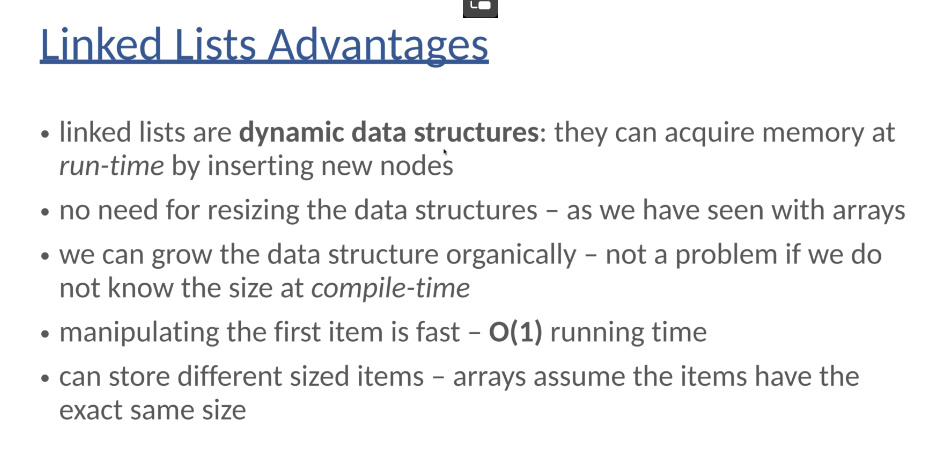 Linked Lists Advantages
• linked lists are dynamic data structures: they can acquire memory at
run-time by inserting new nodes
• no need for resizing the data structures – as we have seen with arrays
• we can grow the data structure organically – not a problem if we do
not know the size at compile-time
• manipulating the first item is fast – O(1) running time
• can store different sized items – arrays assume the items have the
exact same size